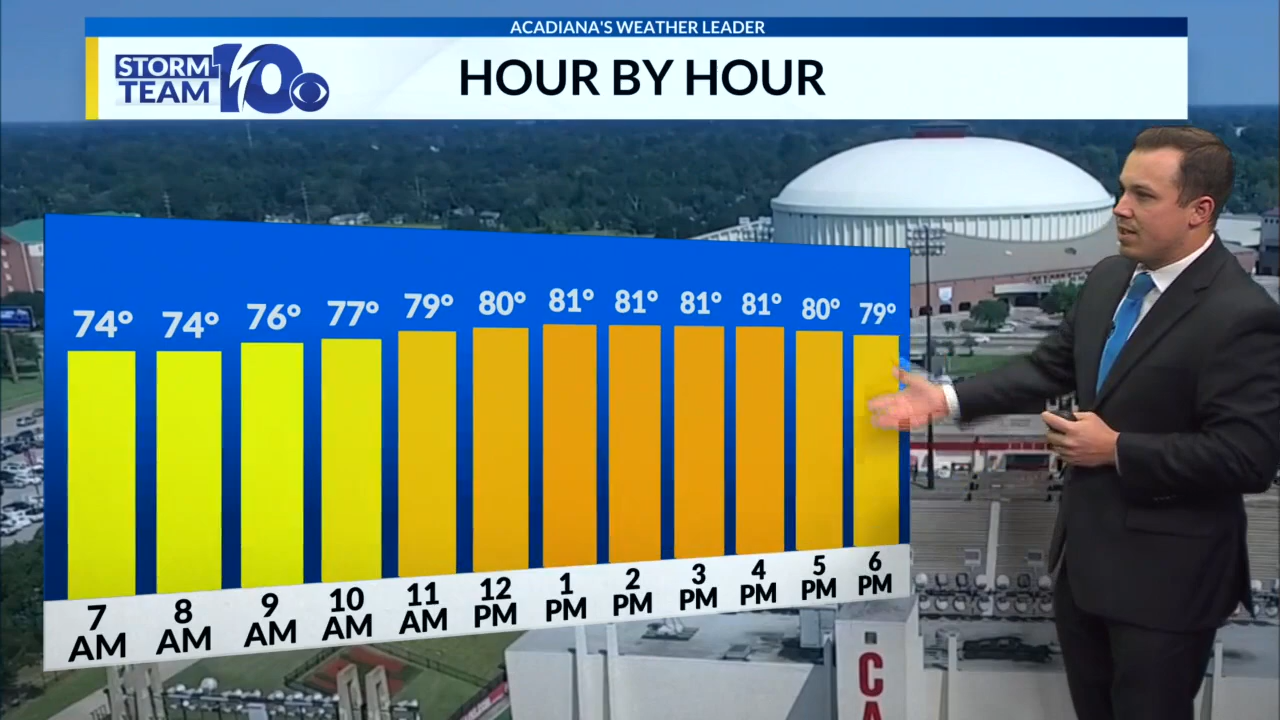 ACADIANA'S WEATHER LEADER
STORM
TEAM
10
HOUR BY HOUR
74° 74° 76° 77° 79° 80° 81° 81° 81° 81° 80° 79°
7 8 9 10 11 12 1 2 3 4 5 6
AM AM AM AM AM PM PM PM PM PM PM PM
CA